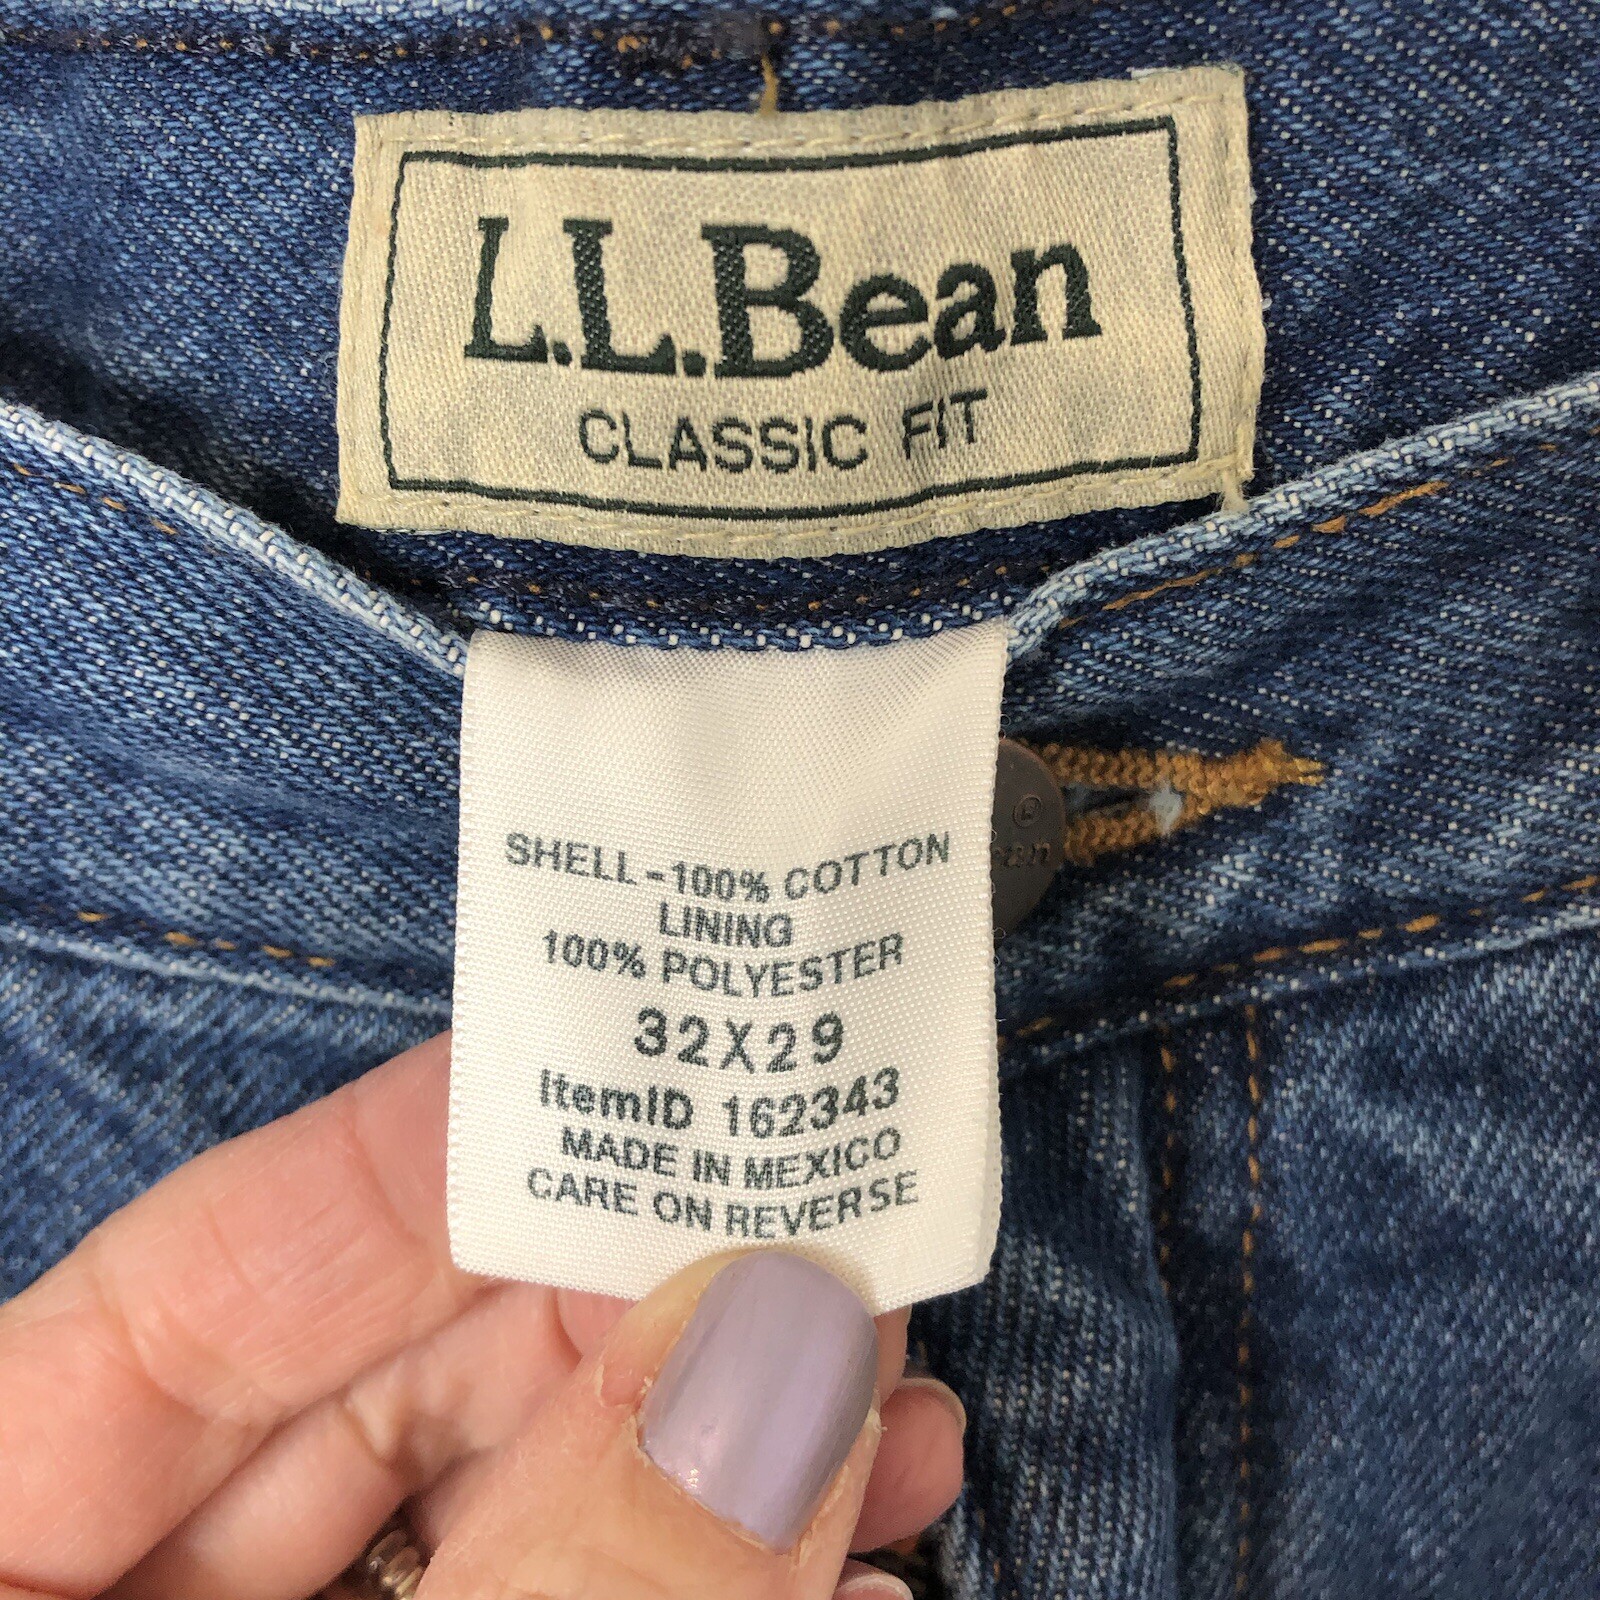 L.L.Bean
CLASSIC FIT
SHELL-100% COTTON
LINING
100% POLYESTER
32X29
ItemID 162343
MADE IN MEXICO
CARE ON REVERSE